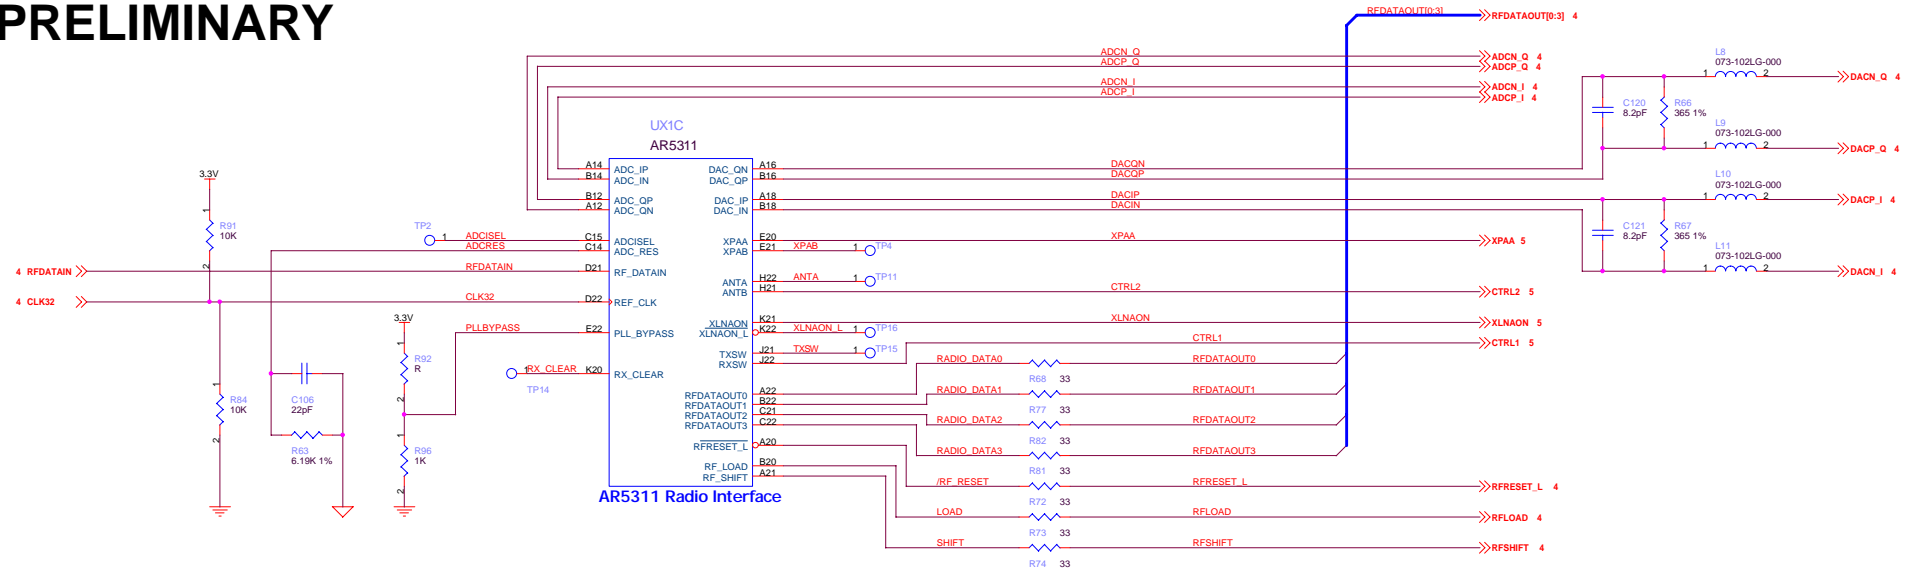 PRELIMINARY
RFDATAOUT[0:3]
RFDATAOUT[0:3] 4
ADCN_Q
ADCN_Q 4
ADCP_Q
ADCP_Q 4
ADCN_I
ADCN_I 4
ADCP_I
ADCP_I 4
L8
073-102LG-000
1 2
DACN_Q 4
C120
8.2pF
R66
365 1%
L9
073-102LG-000
1 2
DACP_Q 4
L10
073-102LG-000
1 2
DACP_I 4
C121
8.2pF
R67
365 1%
L11
073-102LG-000
1 2
DACN_I 4
UX1C
AR5311
A14 ADC_IP
B14 ADC_IN
B12 ADC_QP
A12 ADC_QN
C15 ADCISEL
C14 ADC_RES
D21 RF_DATAIN
D22 REF_CLK
E22 PLL_BYPASS
K20 RX_CLEAR
DAC_QN A16
DAC_QP B16
DAC_IP A18
DAC_IN B18
XPAA E20
XPAB E21
ANTA H22
ANTB H21
XLNAON K21
XLNAON_L K22
TXSW J21
RXSW J22
RFDATAOUT0 A22
RFDATAOUT1 B22
RFDATAOUT2 C21
RFDATAOUT3 C22
RFRESET_L A20
RF_LOAD B20
RF_SHIFT A21
AR5311 Radio Interface
DACQN
DACQP
DACIP
DACIN
XPAA
XPAA 5
XPAB 1 TP4
ANTA 1 TP11
CTRL2
CTRL2 5
XLNAON
XLNAON 5
XLNAON_L 1 TP16
TXSW 1 TP15
CTRL1
CTRL1 5
RADIO_DATA0
R68 33
RFDATAOUT0
RADIO_DATA1
R77 33
RFDATAOUT1
RADIO_DATA2
R82 33
RFDATAOUT2
RADIO_DATA3
R81 33
RFDATAOUT3
/RF_RESET
R72 33
RFRESET_L
RFRESET_L 4
LOAD
R73 33
RFLOAD
RFLOAD 4
SHIFT
R74 33
RFSHIFT
RFSHIFT 4
3.3V
1
R91
10K
2
TP2
1
ADCISEL
ADCRES
4 RFDATAIN
RFDATAIN
4 CLK32
CLK32
3.3V
PLLBYPASS
1
R92
R
2
1
R96
1K
2
1 RX_CLEAR
TP14
1
R84
10K
2
C106
22pF
R63
6.19K 1%